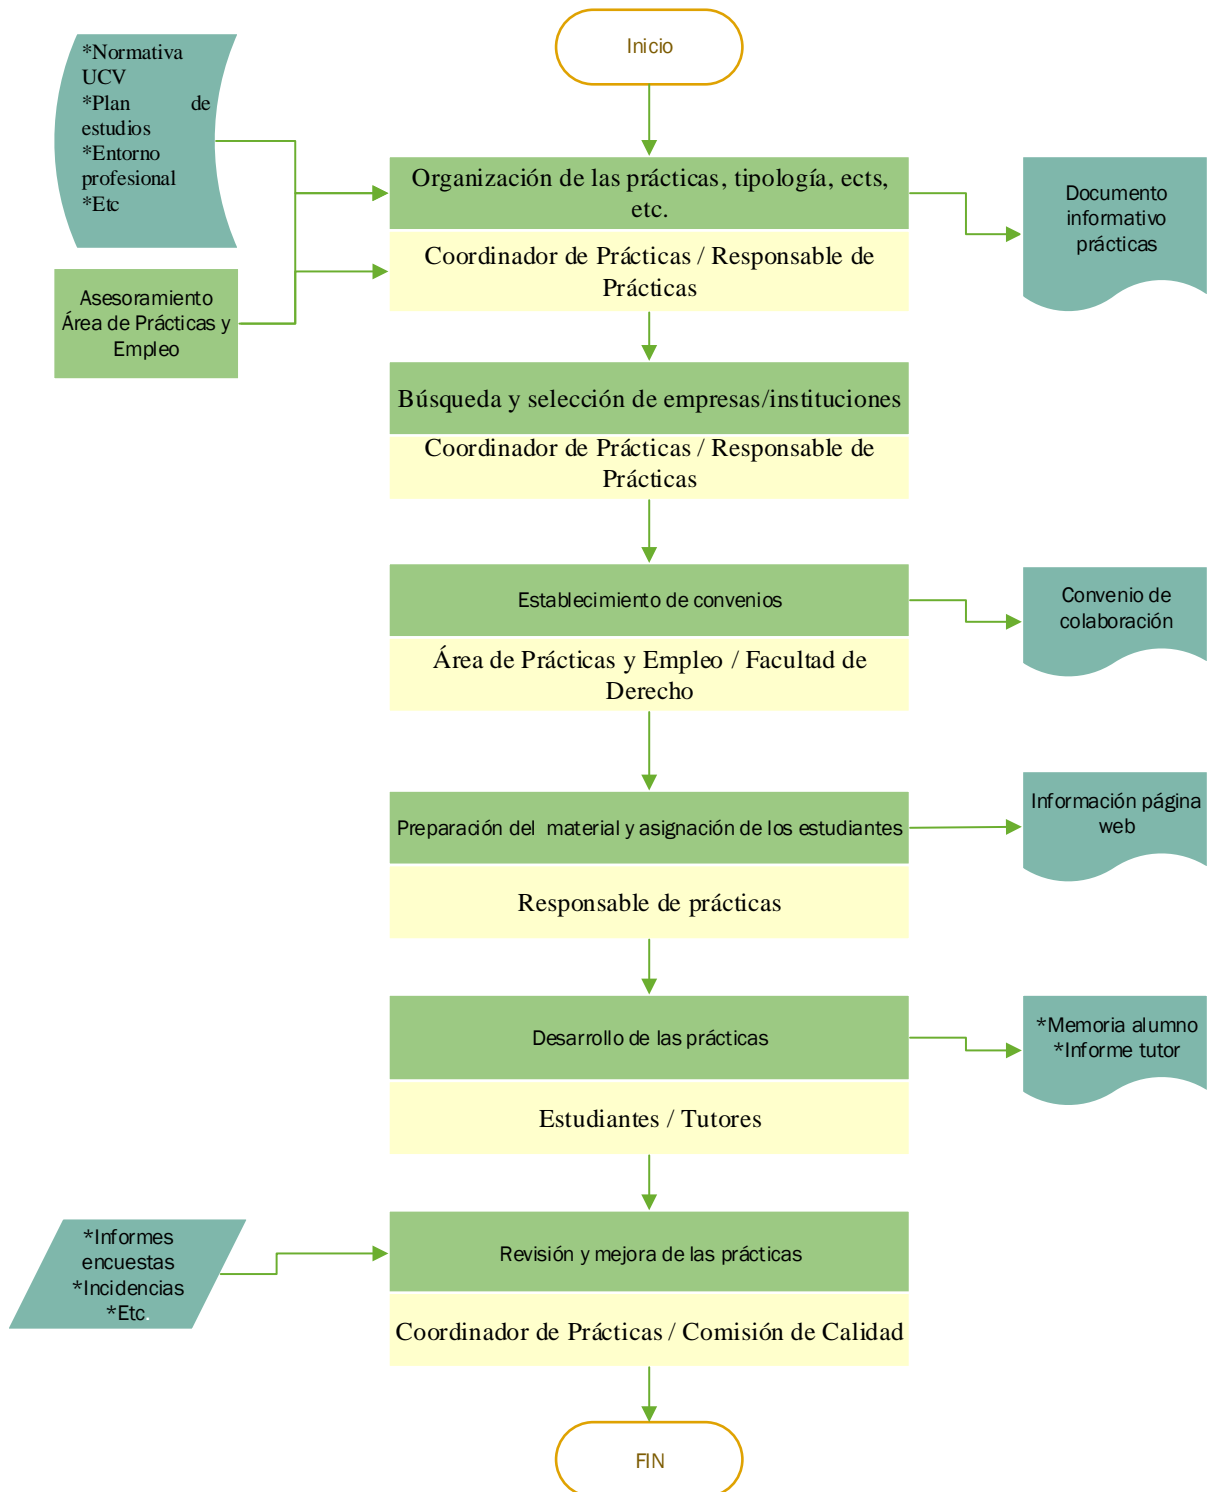 Inicio
*Normativa
UCV
*Plan de
estudios
*Entorno
profesional
*Etc
Organización de las prácticas, tipología, ects,
etc.
Coordinador de Prácticas / Responsable de
Prácticas
Documento
informativo
prácticas
Asesoramiento
Área de Prácticas y
Empleo
Búsqueda y selección de empresas/instituciones
Coordinador de Prácticas / Responsable de
Prácticas
Establecimiento de convenios
Área de Prácticas y Empleo / Facultad de
Derecho
Convenio de
colaboración
Preparación del  material y asignación de los estudiantes
Responsable de prácticas
Información página
web
Desarrollo de las prácticas
Estudiantes / Tutores
*Memoria alumno
*Informe tutor
*Informes
encuestas
*Incidencias
*Etc.
Revisión y mejora de las prácticas
Coordinador de Prácticas / Comisión de Calidad
FIN